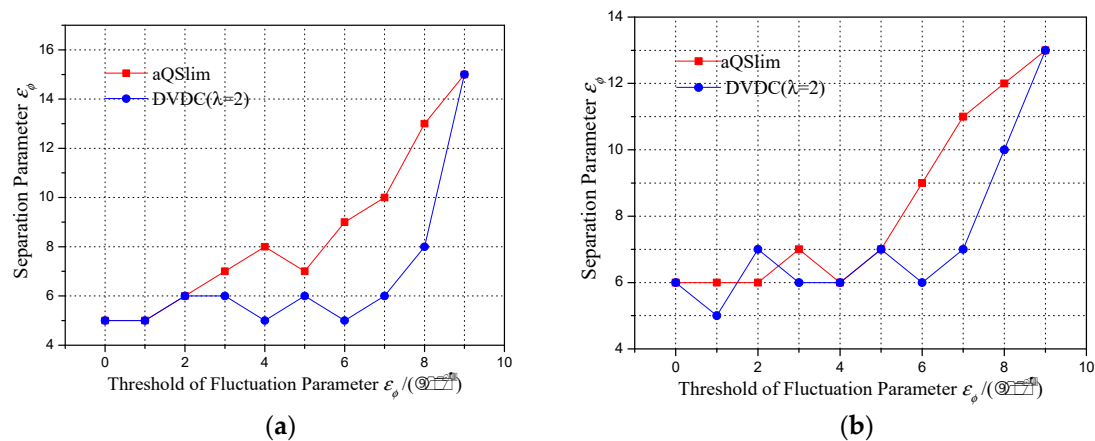 16
14
12
10
8
6
4
0 2 4 6 8 10
aQSlim
DVDC(λ=2)
Separation Parameter ε_ϕ
Threshold of Fluctuation Parameter ε_ϕ /(
(a)
14
12
10
8
6
4
0 2 4 6 8 10
aQSlim
DVDC(λ=2)
Separation Parameter ε_ϕ
Threshold of Fluctuation Parameter ε_ϕ /(
(b)